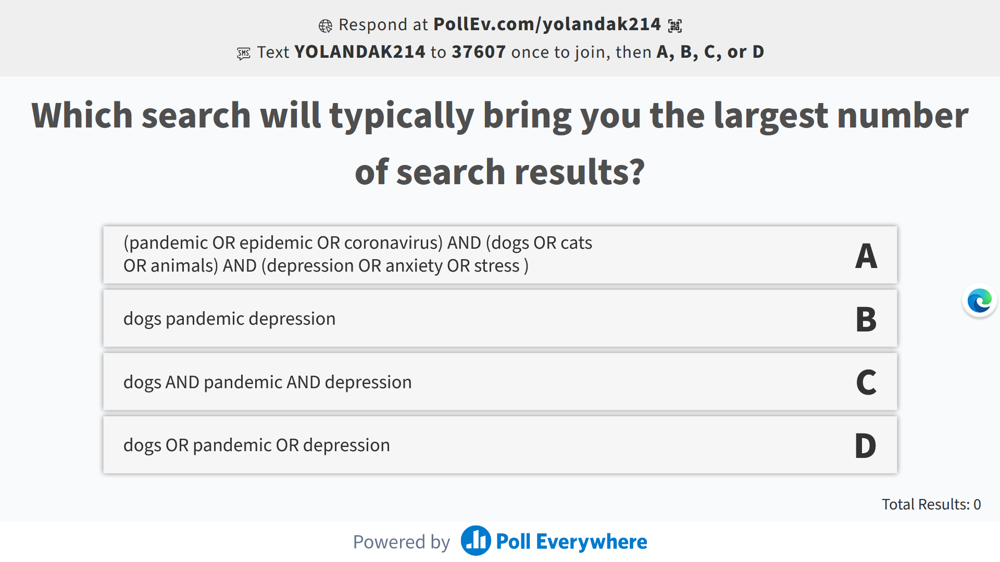 Respond at PollEv.com/yolandak214
SMS Text YOLANDAK214 to 37607 once to join, then A, B, C, or D
Which search will typically bring you the largest number
of search results?
(pandemic OR epidemic OR coronavirus) AND (dogs OR cats
OR animals) AND (depression OR anxiety OR stress )
A
dogs pandemic depression
B
dogs AND pandemic AND depression
C
dogs OR pandemic OR depression
D
Total Results: 0
Powered by Poll Everywhere